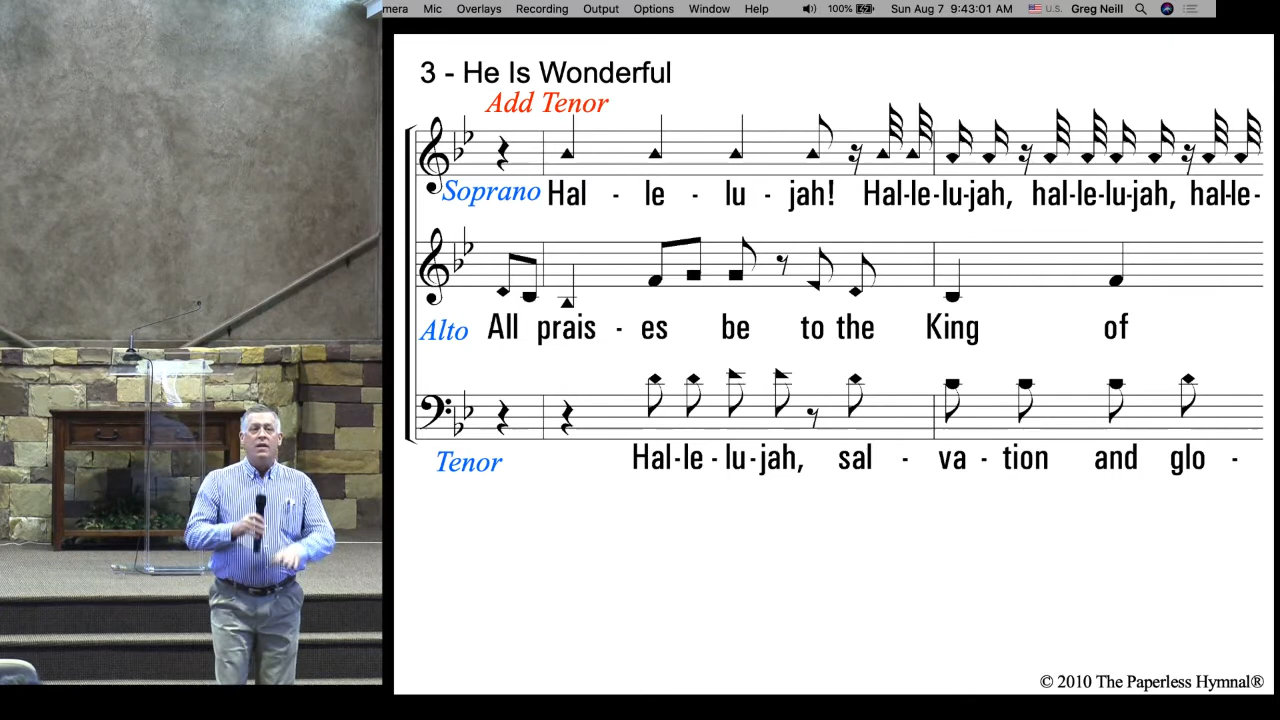 mera Mic Overlays Recording Output Options Window Help 100% Sun Aug 7 9:43:01 AM U.S. Greg Neill
3 - He Is Wonderful
Add Tenor
Soprano Hal - le - lu - jah! Hal-le-lu-jah, hal-le-lu-jah, hal-le-
Alto All prais - es be to the King of
Hal-le-lu-jah, sal - va - tion and glo -
Tenor
© 2010 The Paperless Hymnal®